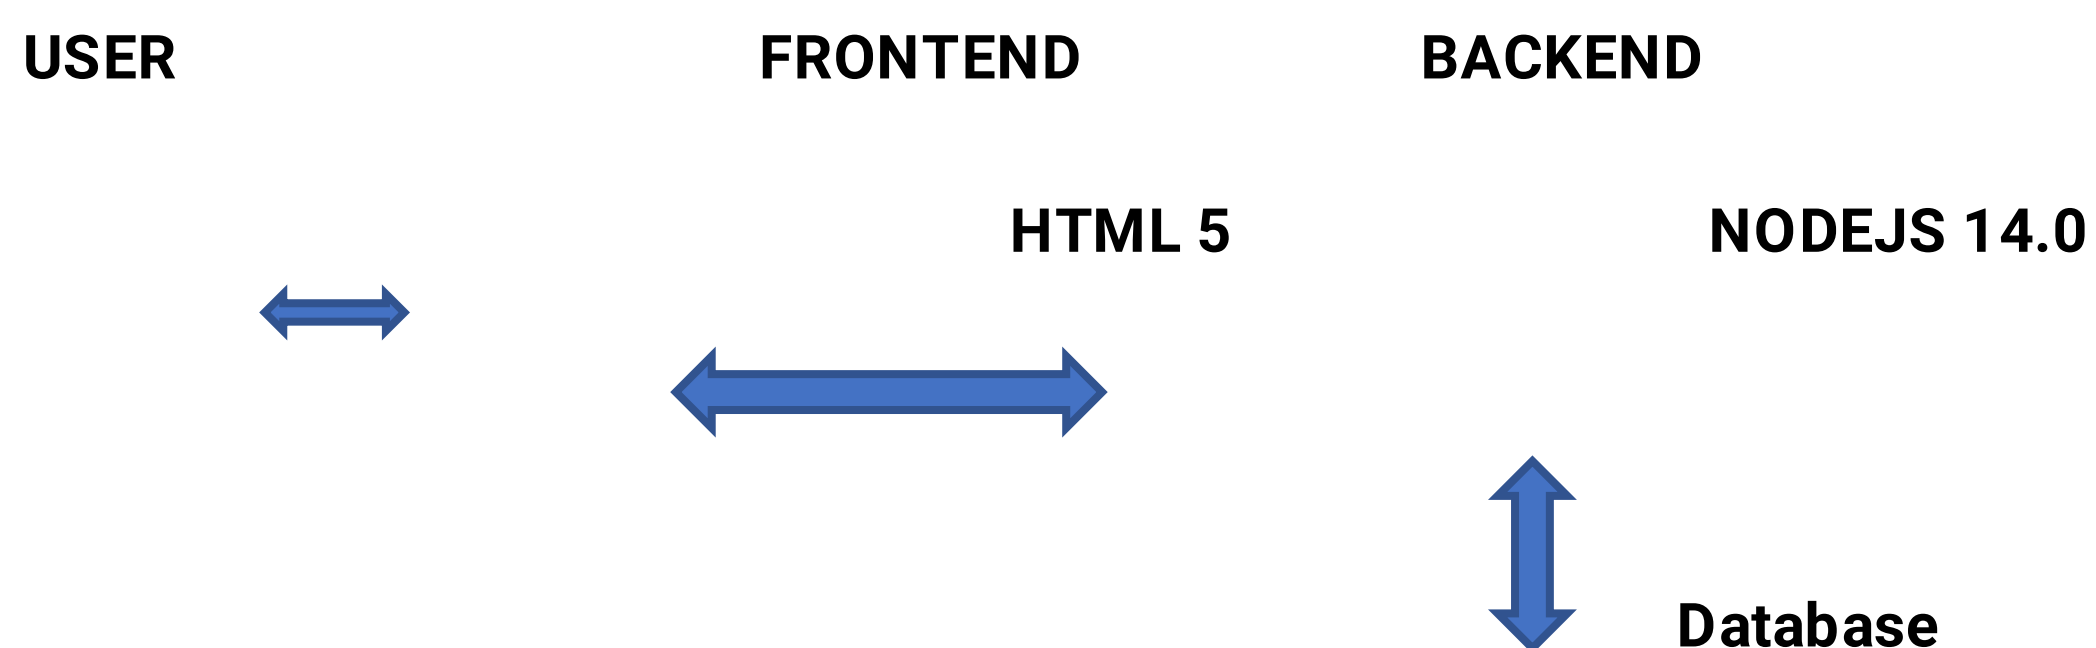 USER FRONTEND BACKEND
HTML 5 NODEJS 14.0
Database